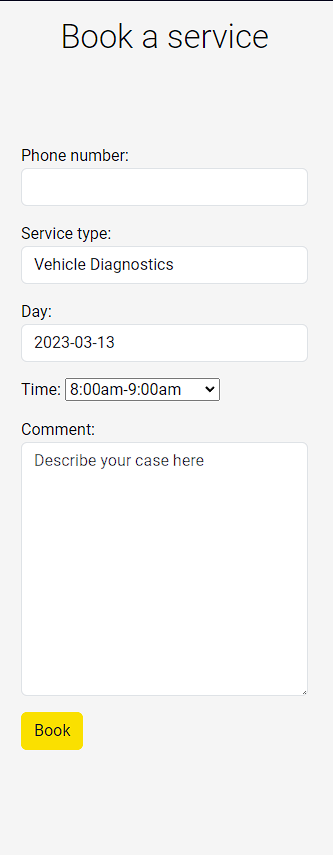 Book a service
Phone number:
Service type:
Vehicle Diagnostics
Day:
2023-03-13
Time: 8:00am-9:00am
Comment:
Describe your case here
Book